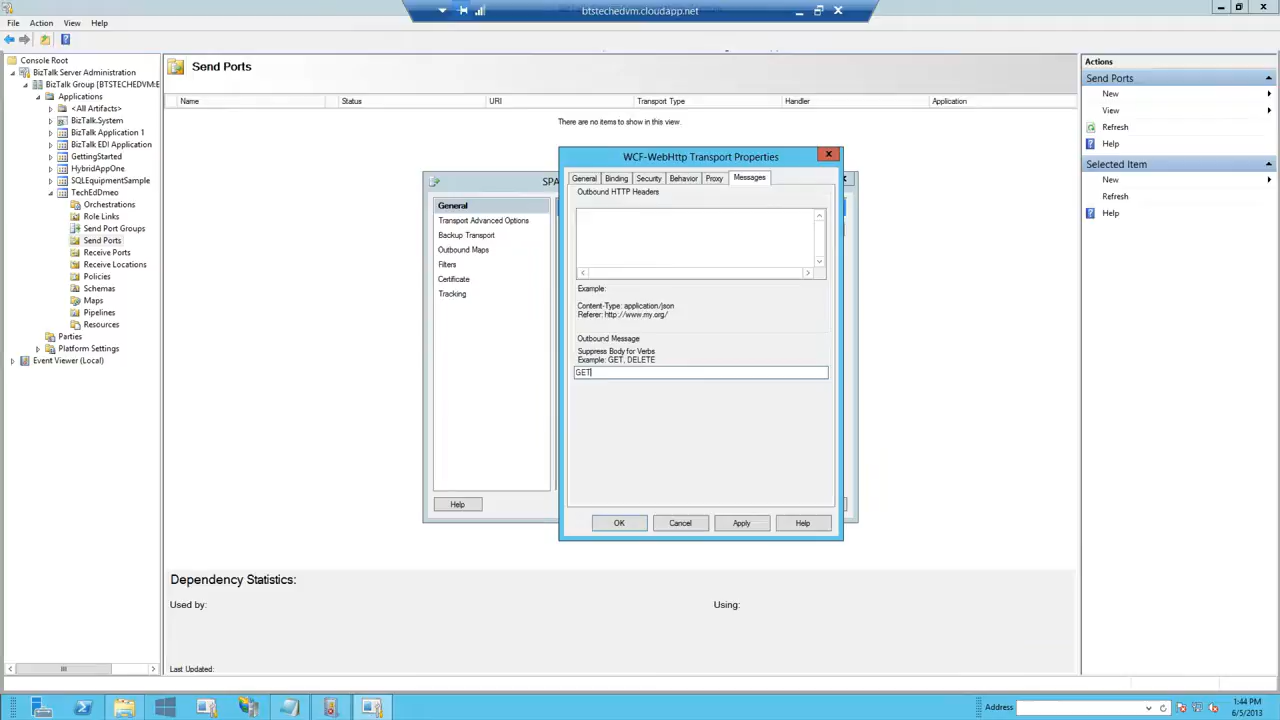 btstechedvm.cloudapp.net
File Action View Help
Console Root
BizTalk Server Administration
BizTalk Group [BTSTECHEDVM:E
Applications
<All Artifacts>
BizTalk.System
BizTalk Application 1
BizTalk EDI Application
GettingStarted
HybridAppOne
SQLEquipmentSample
TechEdDmeo
Orchestrations
Role Links
Send Port Groups
Send Ports
Receive Ports
Receive Locations
Policies
Schemas
Maps
Pipelines
Resources
Parties
Platform Settings
Event Viewer (Local)
Send Ports
Name Status URI Transport Type Handler Application
There are no items to show in this view.
SPA
General
Transport Advanced Options
Backup Transport
Outbound Maps
Filters
Certificate
Tracking
Help
WCF-WebHttp Transport Properties
General Binding Security Behavior Proxy Messages
Outbound HTTP Headers
Example:
Content-Type: application/json
Referer: http://www.my.org/
Outbound Message
Suppress Body for Verbs
Example: GET, DELETE
GET
OK Cancel Apply Help
Dependency Statistics:
Used by: Using:
Last Updated:
Actions
Send Ports
New
View
Refresh
Help
Selected Item
New
Refresh
Help
Address
1:44 PM
6/5/2013